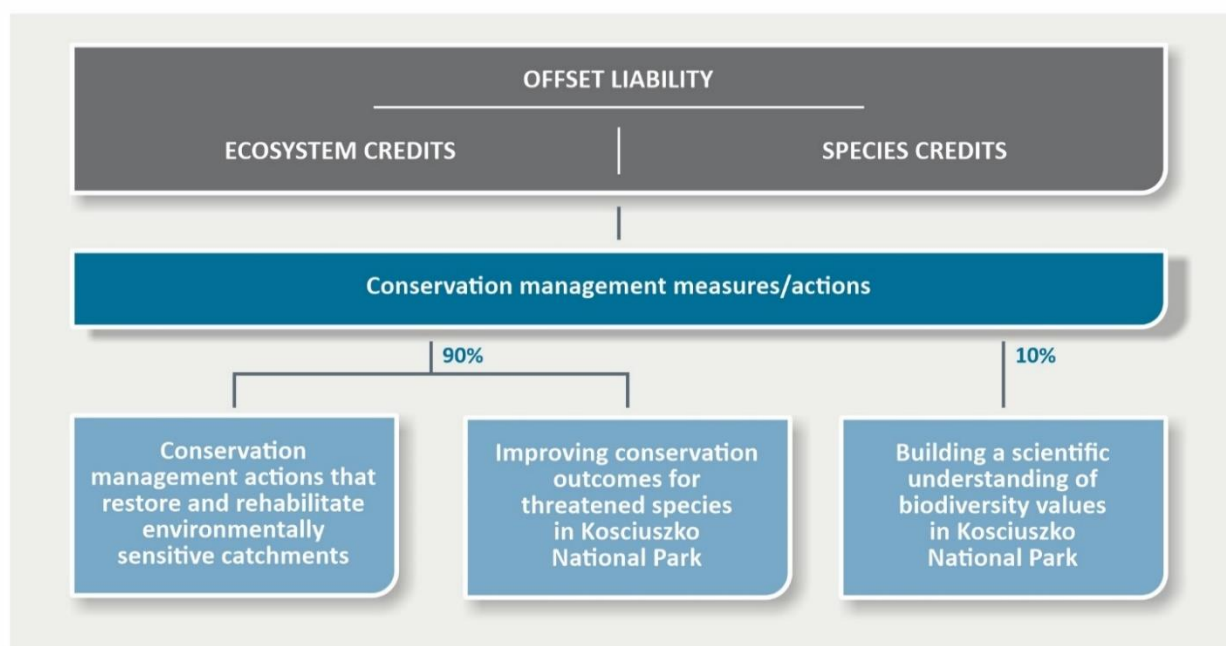 OFFSET LIABILITY
ECOSYSTEM CREDITS
SPECIES CREDITS
Conservation management measures/actions
90%
10%
Conservation
management actions that
restore and rehabilitate
environmentally
sensitive catchments
Improving conservation
outcomes for
threatened species
in Kosciuszko
National Park
Building a scientific
understanding of
biodiversity values
in Kosciuszko
National Park